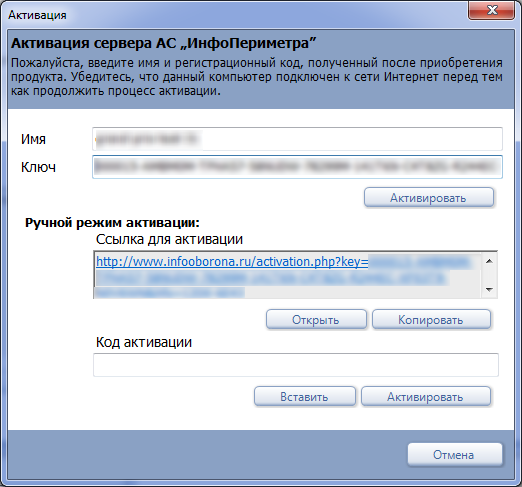 Активация
Активация сервера АС „ИнфоПериметра”
Пожалуйста, введите имя и регистрационный код, полученный после приобретения
продукта. Убедитесь, что данный компьютер подключен к сети Интернет перед тем
как продолжить процесс активации.
Имя
Ключ
Активировать
Ручной режим активации:
Ссылка для активации
http://www.infooborona.ru/activation.php?key=
Открыть
Копировать
Код активации
Вставить
Активировать
Отмена